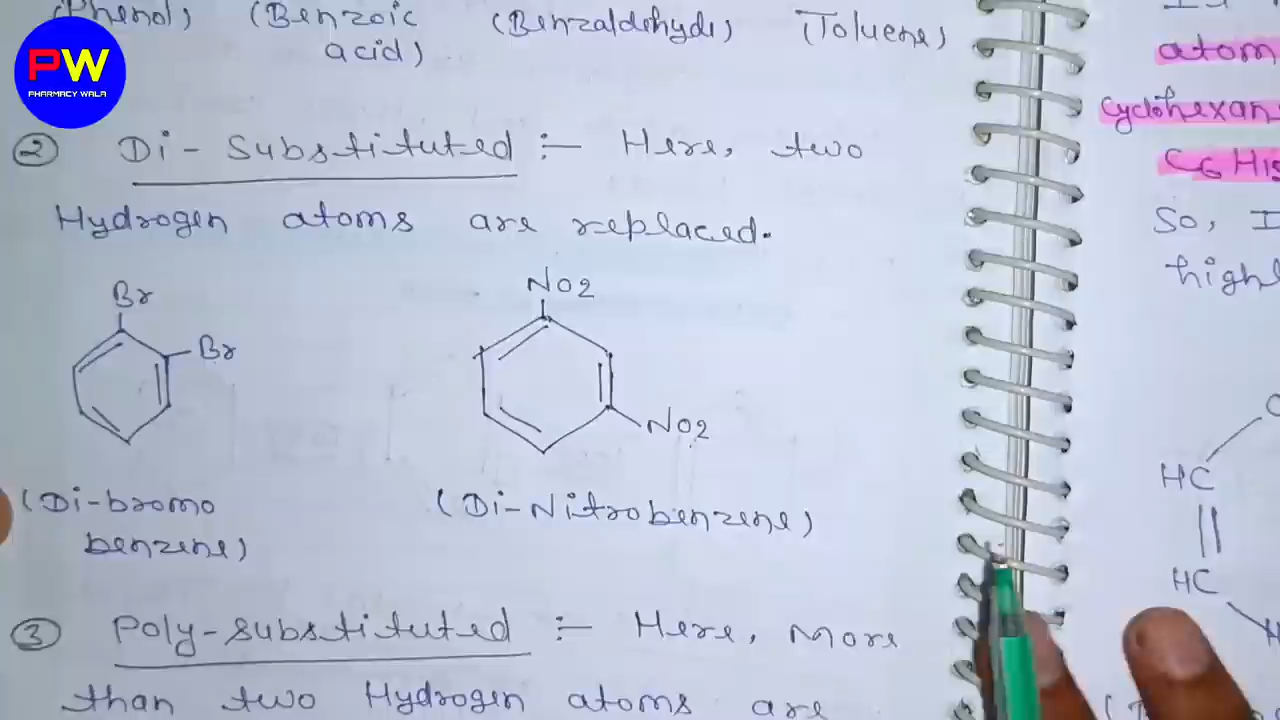 (Phenol) (Benzoic acid) (Benzaldehyde) (Toluene)
PW
PHARMACY WALA
② Di-Substituted :- Here, two
Hydrogen atoms are replaced.
Br
Br
NO2
NO2
(Di-bromo
benzene)
(Di-Nitrobenzene)
③ Poly-substituted :- Here, More
than two Hydrogen atoms are
atom
Cyclohexan
C6H1
So, I
high
HC
HC